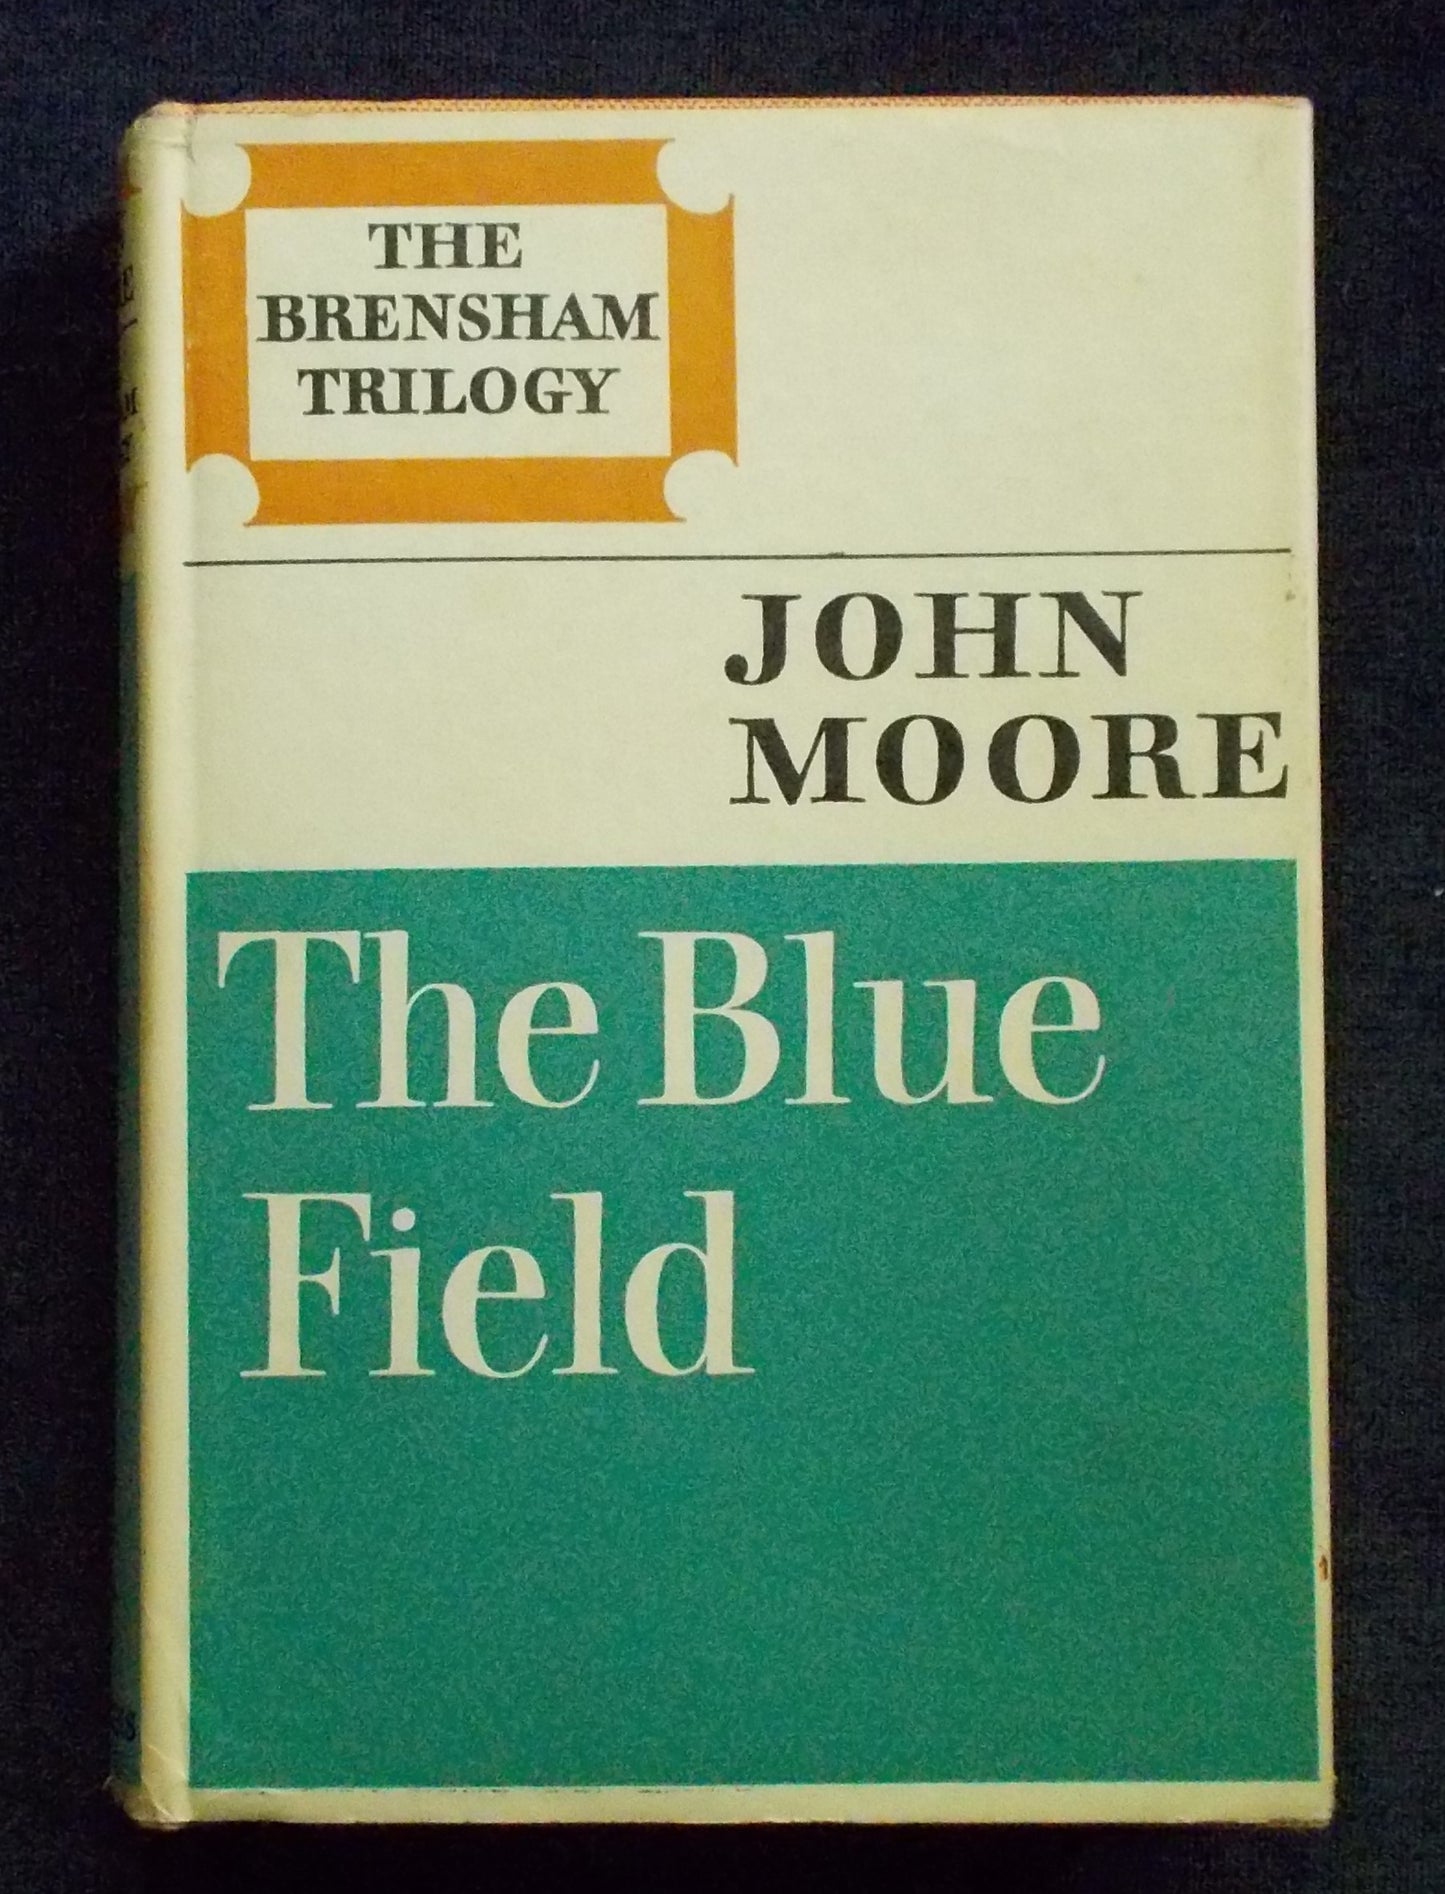 THE
BRENSHAM
TRILOGY
JOHN
MOORE
The Blue
Field